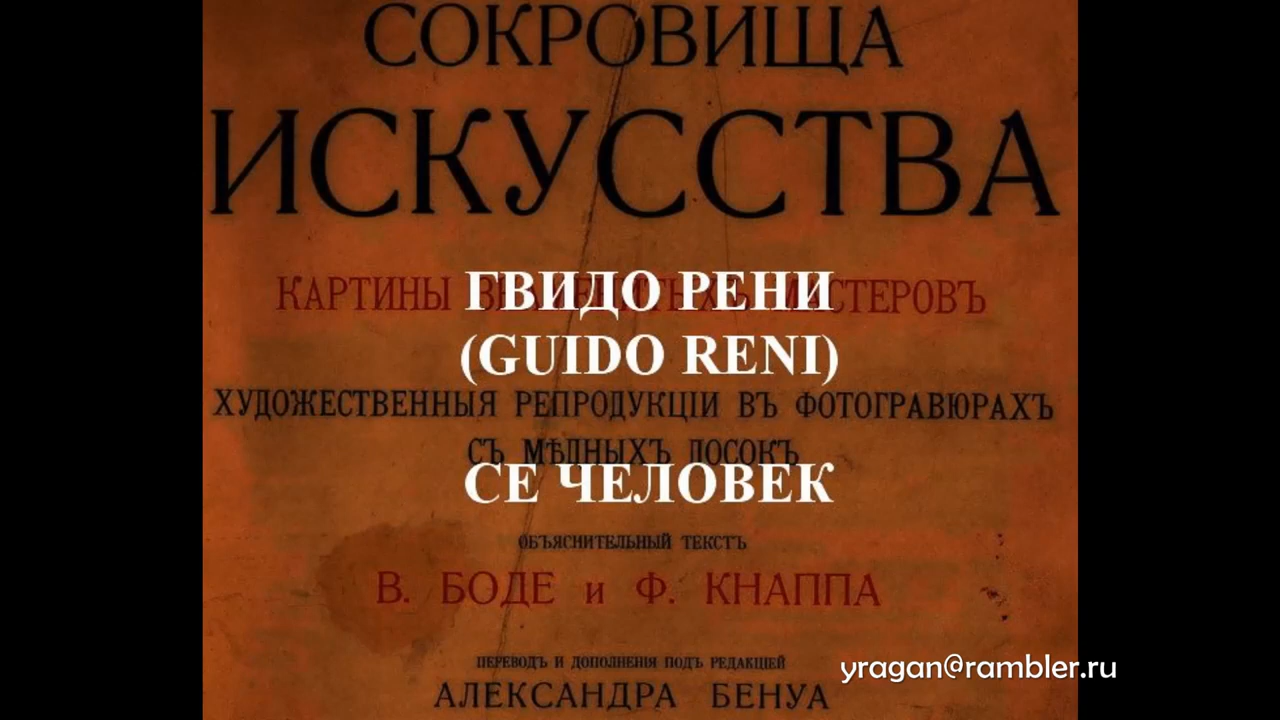 СОКРОВИЩА
ИСКУССТВА
КАРТИНЫ ЗНАМЕНИТЫХЪ МАСТЕРОВЪ
ГВИДО РЕНИ
(GUIDO RENI)
ХУДОЖЕСТВЕННЫЯ РЕПРОДУКЦІИ ВЪ ФОТОГРАВЮРАХЪ
СЪ МѢДНЫХЪ ДОСОКЪ
СЕ ЧЕЛОВЕК
ОБЪЯСНИТЕЛЬНЫЙ ТЕКСТЪ
В. БОДЕ и Ф. КНАППА
ПЕРЕВОДЪ И ДОПОЛНЕНІЯ ПОДЪ РЕДАКЦІЕЙ
АЛЕКСАНДРА БЕНУА
yragan@rambler.ru